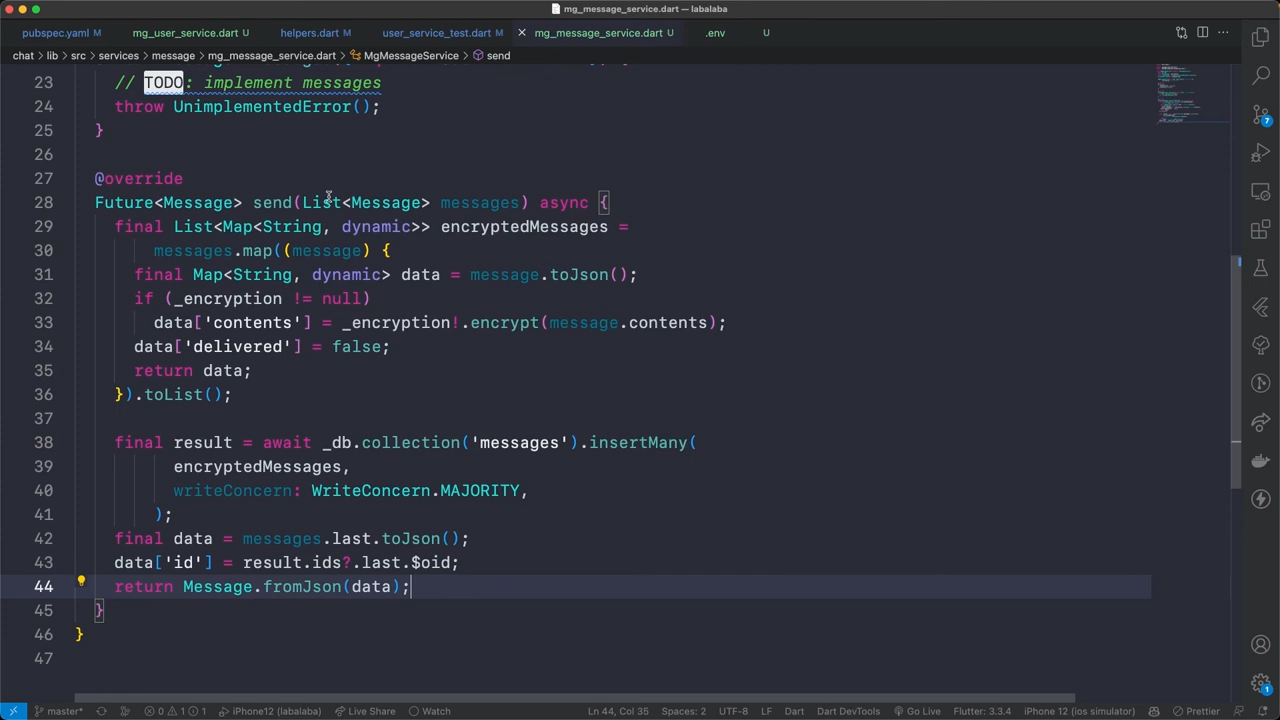 mg_message_service.dart — labalaba
pubspec.yaml M
mg_user_service.dart U
helpers.dart M
user_service_test.dart M
mg_message_service.dart U
.env U
chat › lib › src › services › message › mg_message_service.dart › MgMessageService › send
23 // TODO: implement messages
24 throw UnimplementedError();
25 }
26
27 @override
28 Future<Message> send(List<Message> messages) async {
29 final List<Map<String, dynamic>> encryptedMessages =
30 messages.map((message) {
31 final Map<String, dynamic> data = message.toJson();
32 if (_encryption != null)
33 data['contents'] = _encryption!.encrypt(message.contents);
34 data['delivered'] = false;
35 return data;
36 }).toList();
37
38 final result = await _db.collection('messages').insertMany(
39 encryptedMessages,
40 writeConcern: WriteConcern.MAJORITY,
41 );
42 final data = messages.last.toJson();
43 data['id'] = result.ids?.last.$oid;
44 return Message.fromJson(data);
45 }
46 }
47
7
1
master* 0 1 1 iPhone12 (labalaba) Live Share Watch Ln 44, Col 35 Spaces: 2 UTF-8 LF Dart Dart DevTools Go Live Flutter: 3.3.4 iPhone 12 (ios simulator) Prettier